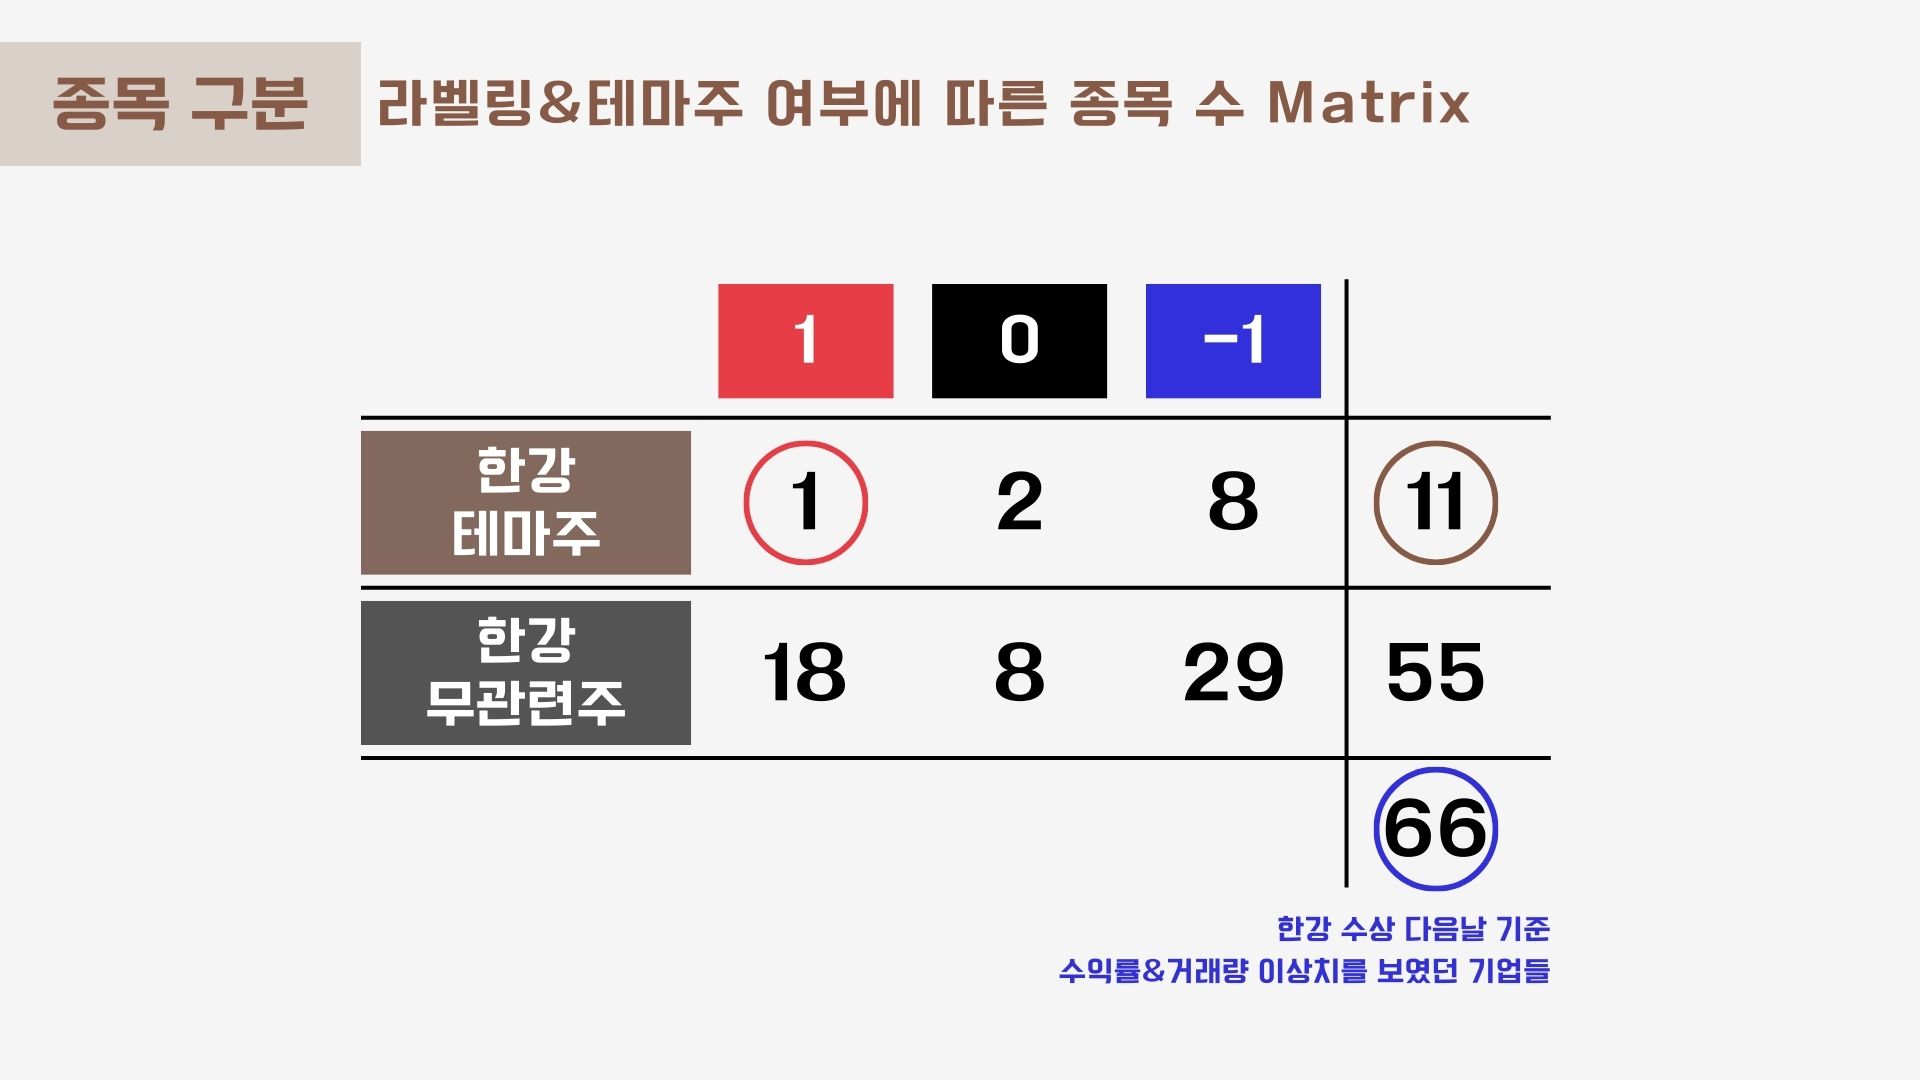 종목 구분 라벨링&테마주 여부에 따른 종목 수 Matrix
1 0 -1
한강
테마주
1 2 8 11
한강
무관련주
18 8 29 55
66
한강 수상 다음날 기준
수익률&거래량 이상치를 보였던 기업들